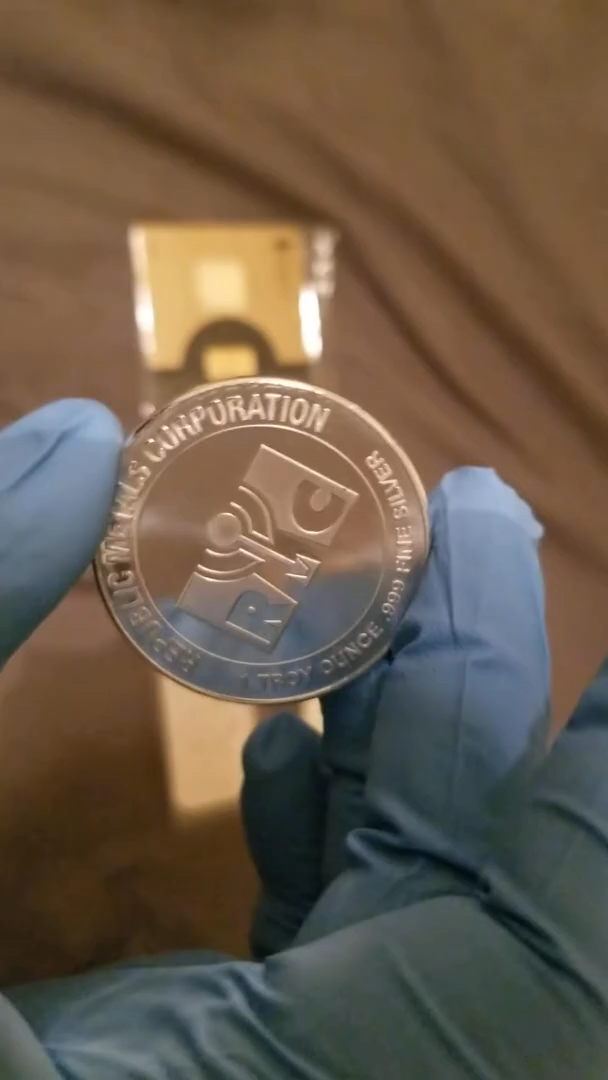 REPUBLIC METALS CORPORATION
RMC
1 TROY OUNCE .999 FINE SILVER